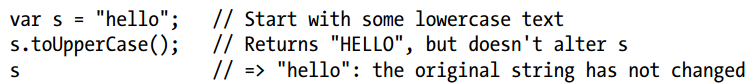 var s = "hello";   // Start with some lowercase text
s.toUpperCase();   // Returns "HELLO", but doesn't alter s
s                  // => "hello": the original string has not changed